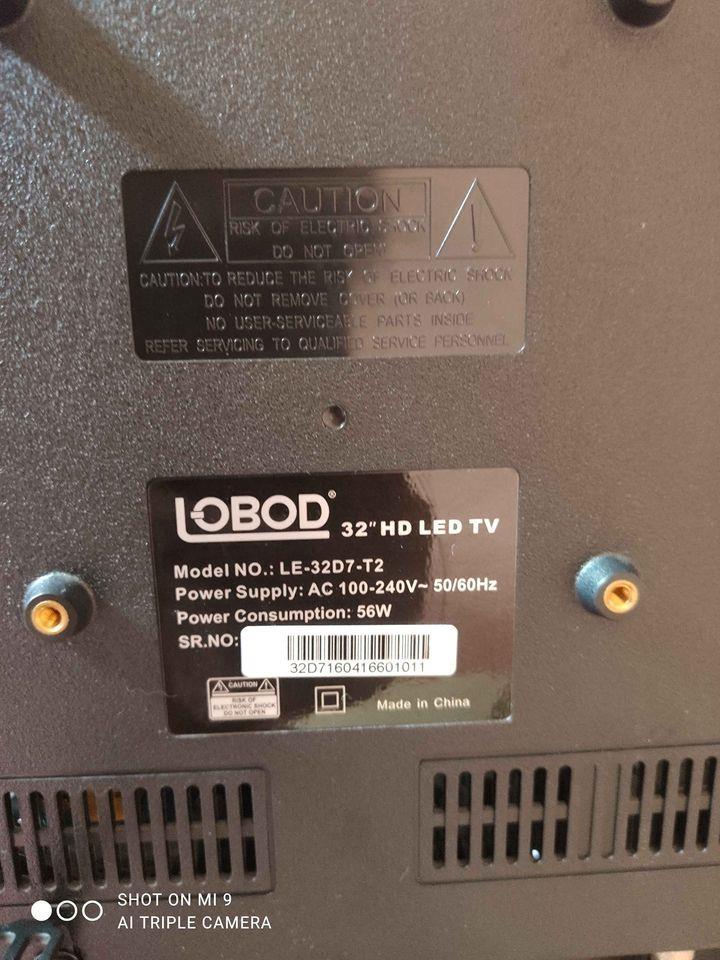 CAUTION
RISK OF ELECTRIC SHOCK
DO NOT OPEN!
CAUTION:TO REDUCE THE RISK OF ELECTRIC SHOCK
DO NOT REMOVE COVER (OR BACK)
NO USER-SERVICEABLE PARTS INSIDE
REFER SERVICING TO QUALIFIED SERVICE PERSONNEL
LOBOD® 32" HD LED TV
Model NO.: LE-32D7-T2
Power Supply: AC 100-240V~ 50/60Hz
Power Consumption: 56W
SR.NO:
32D7160416601011
CAUTION
RISK OF
ELECTRONIC SHOCK
DO NOT OPEN
Made in China
SHOT ON MI 9
AI TRIPLE CAMERA